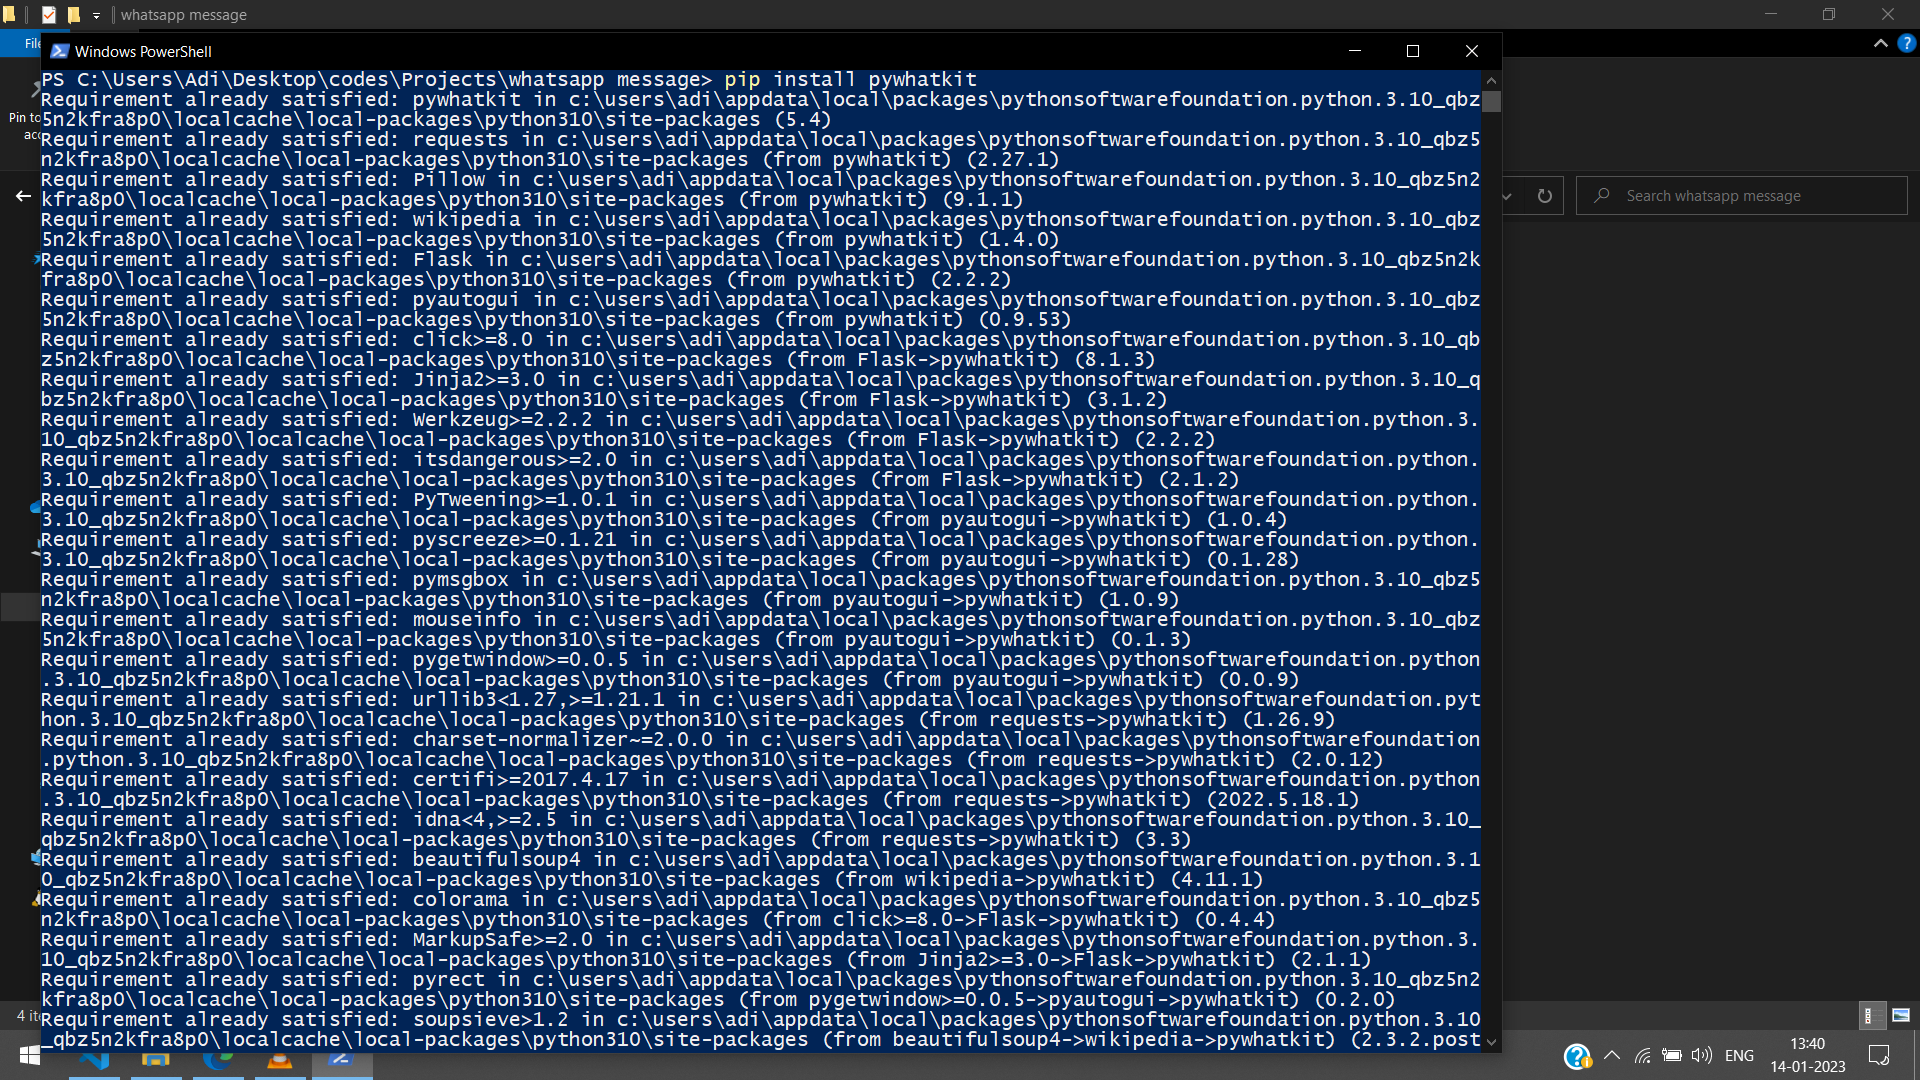 whatsapp message
File
Windows PowerShell
Pin to
acc
PS C:\Users\Adi\Desktop\codes\Projects\whatsapp message> pip install pywhatkit
Requirement already satisfied: pywhatkit in c:\users\adi\appdata\local\packages\pythonsoftwarefoundation.python.3.10_qbz
5n2kfra8p0\localcache\local-packages\python310\site-packages (5.4)
Requirement already satisfied: requests in c:\users\adi\appdata\local\packages\pythonsoftwarefoundation.python.3.10_qbz5
n2kfra8p0\localcache\local-packages\python310\site-packages (from pywhatkit) (2.27.1)
Requirement already satisfied: Pillow in c:\users\adi\appdata\local\packages\pythonsoftwarefoundation.python.3.10_qbz5n2
kfra8p0\localcache\local-packages\python310\site-packages (from pywhatkit) (9.1.1)
Requirement already satisfied: wikipedia in c:\users\adi\appdata\local\packages\pythonsoftwarefoundation.python.3.10_qbz
5n2kfra8p0\localcache\local-packages\python310\site-packages (from pywhatkit) (1.4.0)
Requirement already satisfied: Flask in c:\users\adi\appdata\local\packages\pythonsoftwarefoundation.python.3.10_qbz5n2k
fra8p0\localcache\local-packages\python310\site-packages (from pywhatkit) (2.2.2)
Requirement already satisfied: pyautogui in c:\users\adi\appdata\local\packages\pythonsoftwarefoundation.python.3.10_qbz
5n2kfra8p0\localcache\local-packages\python310\site-packages (from pywhatkit) (0.9.53)
Requirement already satisfied: click>=8.0 in c:\users\adi\appdata\local\packages\pythonsoftwarefoundation.python.3.10_qb
z5n2kfra8p0\localcache\local-packages\python310\site-packages (from Flask->pywhatkit) (8.1.3)
Requirement already satisfied: Jinja2>=3.0 in c:\users\adi\appdata\local\packages\pythonsoftwarefoundation.python.3.10_q
bz5n2kfra8p0\localcache\local-packages\python310\site-packages (from Flask->pywhatkit) (3.1.2)
Requirement already satisfied: Werkzeug>=2.2.2 in c:\users\adi\appdata\local\packages\pythonsoftwarefoundation.python.3.
10_qbz5n2kfra8p0\localcache\local-packages\python310\site-packages (from Flask->pywhatkit) (2.2.2)
Requirement already satisfied: itsdangerous>=2.0 in c:\users\adi\appdata\local\packages\pythonsoftwarefoundation.python.
3.10_qbz5n2kfra8p0\localcache\local-packages\python310\site-packages (from Flask->pywhatkit) (2.1.2)
Requirement already satisfied: PyTweening>=1.0.1 in c:\users\adi\appdata\local\packages\pythonsoftwarefoundation.python.
3.10_qbz5n2kfra8p0\localcache\local-packages\python310\site-packages (from pyautogui->pywhatkit) (1.0.4)
Requirement already satisfied: pyscreeze>=0.1.21 in c:\users\adi\appdata\local\packages\pythonsoftwarefoundation.python.
3.10_qbz5n2kfra8p0\localcache\local-packages\python310\site-packages (from pyautogui->pywhatkit) (0.1.28)
Requirement already satisfied: pymsgbox in c:\users\adi\appdata\local\packages\pythonsoftwarefoundation.python.3.10_qbz5
n2kfra8p0\localcache\local-packages\python310\site-packages (from pyautogui->pywhatkit) (1.0.9)
Requirement already satisfied: mouseinfo in c:\users\adi\appdata\local\packages\pythonsoftwarefoundation.python.3.10_qbz
5n2kfra8p0\localcache\local-packages\python310\site-packages (from pyautogui->pywhatkit) (0.1.3)
Requirement already satisfied: pygetwindow>=0.0.5 in c:\users\adi\appdata\local\packages\pythonsoftwarefoundation.python
.3.10_qbz5n2kfra8p0\localcache\local-packages\python310\site-packages (from pyautogui->pywhatkit) (0.0.9)
Requirement already satisfied: urllib3<1.27,>=1.21.1 in c:\users\adi\appdata\local\packages\pythonsoftwarefoundation.pyt
hon.3.10_qbz5n2kfra8p0\localcache\local-packages\python310\site-packages (from requests->pywhatkit) (1.26.9)
Requirement already satisfied: charset-normalizer~=2.0.0 in c:\users\adi\appdata\local\packages\pythonsoftwarefoundation
.python.3.10_qbz5n2kfra8p0\localcache\local-packages\python310\site-packages (from requests->pywhatkit) (2.0.12)
Requirement already satisfied: certifi>=2017.4.17 in c:\users\adi\appdata\local\packages\pythonsoftwarefoundation.python
.3.10_qbz5n2kfra8p0\localcache\local-packages\python310\site-packages (from requests->pywhatkit) (2022.5.18.1)
Requirement already satisfied: idna<4,>=2.5 in c:\users\adi\appdata\local\packages\pythonsoftwarefoundation.python.3.10_
qbz5n2kfra8p0\localcache\local-packages\python310\site-packages (from requests->pywhatkit) (3.3)
Requirement already satisfied: beautifulsoup4 in c:\users\adi\appdata\local\packages\pythonsoftwarefoundation.python.3.1
0_qbz5n2kfra8p0\localcache\local-packages\python310\site-packages (from wikipedia->pywhatkit) (4.11.1)
Requirement already satisfied: colorama in c:\users\adi\appdata\local\packages\pythonsoftwarefoundation.python.3.10_qbz5
n2kfra8p0\localcache\local-packages\python310\site-packages (from click>=8.0->Flask->pywhatkit) (0.4.4)
Requirement already satisfied: MarkupSafe>=2.0 in c:\users\adi\appdata\local\packages\pythonsoftwarefoundation.python.3.
10_qbz5n2kfra8p0\localcache\local-packages\python310\site-packages (from Jinja2>=3.0->Flask->pywhatkit) (2.1.1)
Requirement already satisfied: pyrect in c:\users\adi\appdata\local\packages\pythonsoftwarefoundation.python.3.10_qbz5n2
kfra8p0\localcache\local-packages\python310\site-packages (from pygetwindow>=0.0.5->pyautogui->pywhatkit) (0.2.0)
Requirement already satisfied: soupsieve>1.2 in c:\users\adi\appdata\local\packages\pythonsoftwarefoundation.python.3.10
_qbz5n2kfra8p0\localcache\local-packages\python310\site-packages (from beautifulsoup4->wikipedia->pywhatkit) (2.3.2.post
Search whatsapp message
4 ite
ENG
13:40
14-01-2023